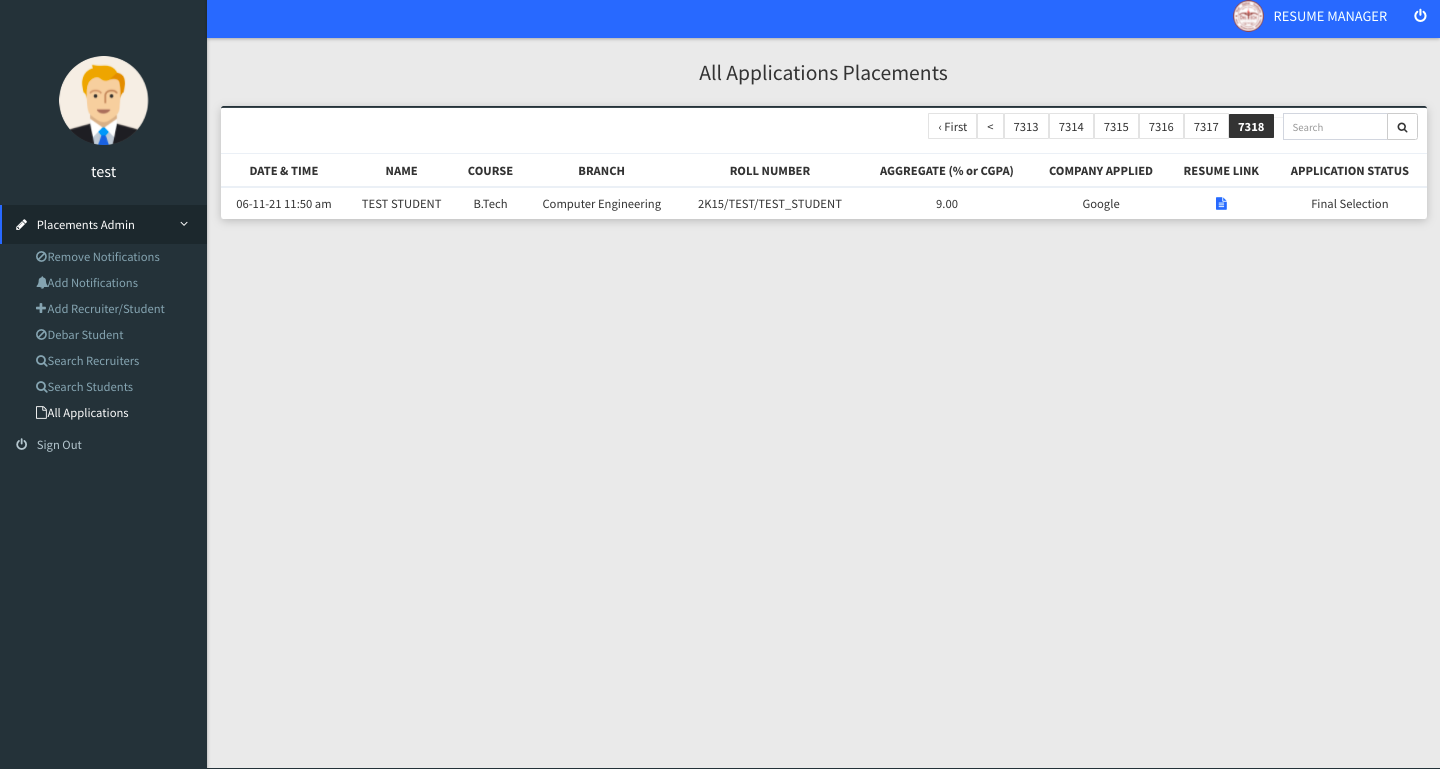 RESUME MANAGER
test
Placements Admin
Remove Notifications
Add Notifications
Add Recruiter/Student
Debar Student
Search Recruiters
Search Students
All Applications
Sign Out
All Applications Placements
‹ First < 7313 7314 7315 7316 7317 7318 Search
DATE & TIME NAME COURSE BRANCH ROLL NUMBER AGGREGATE (% or CGPA) COMPANY APPLIED RESUME LINK APPLICATION STATUS
06-11-21 11:50 am TEST STUDENT B.Tech Computer Engineering 2K15/TEST/TEST_STUDENT 9.00 Google Final Selection